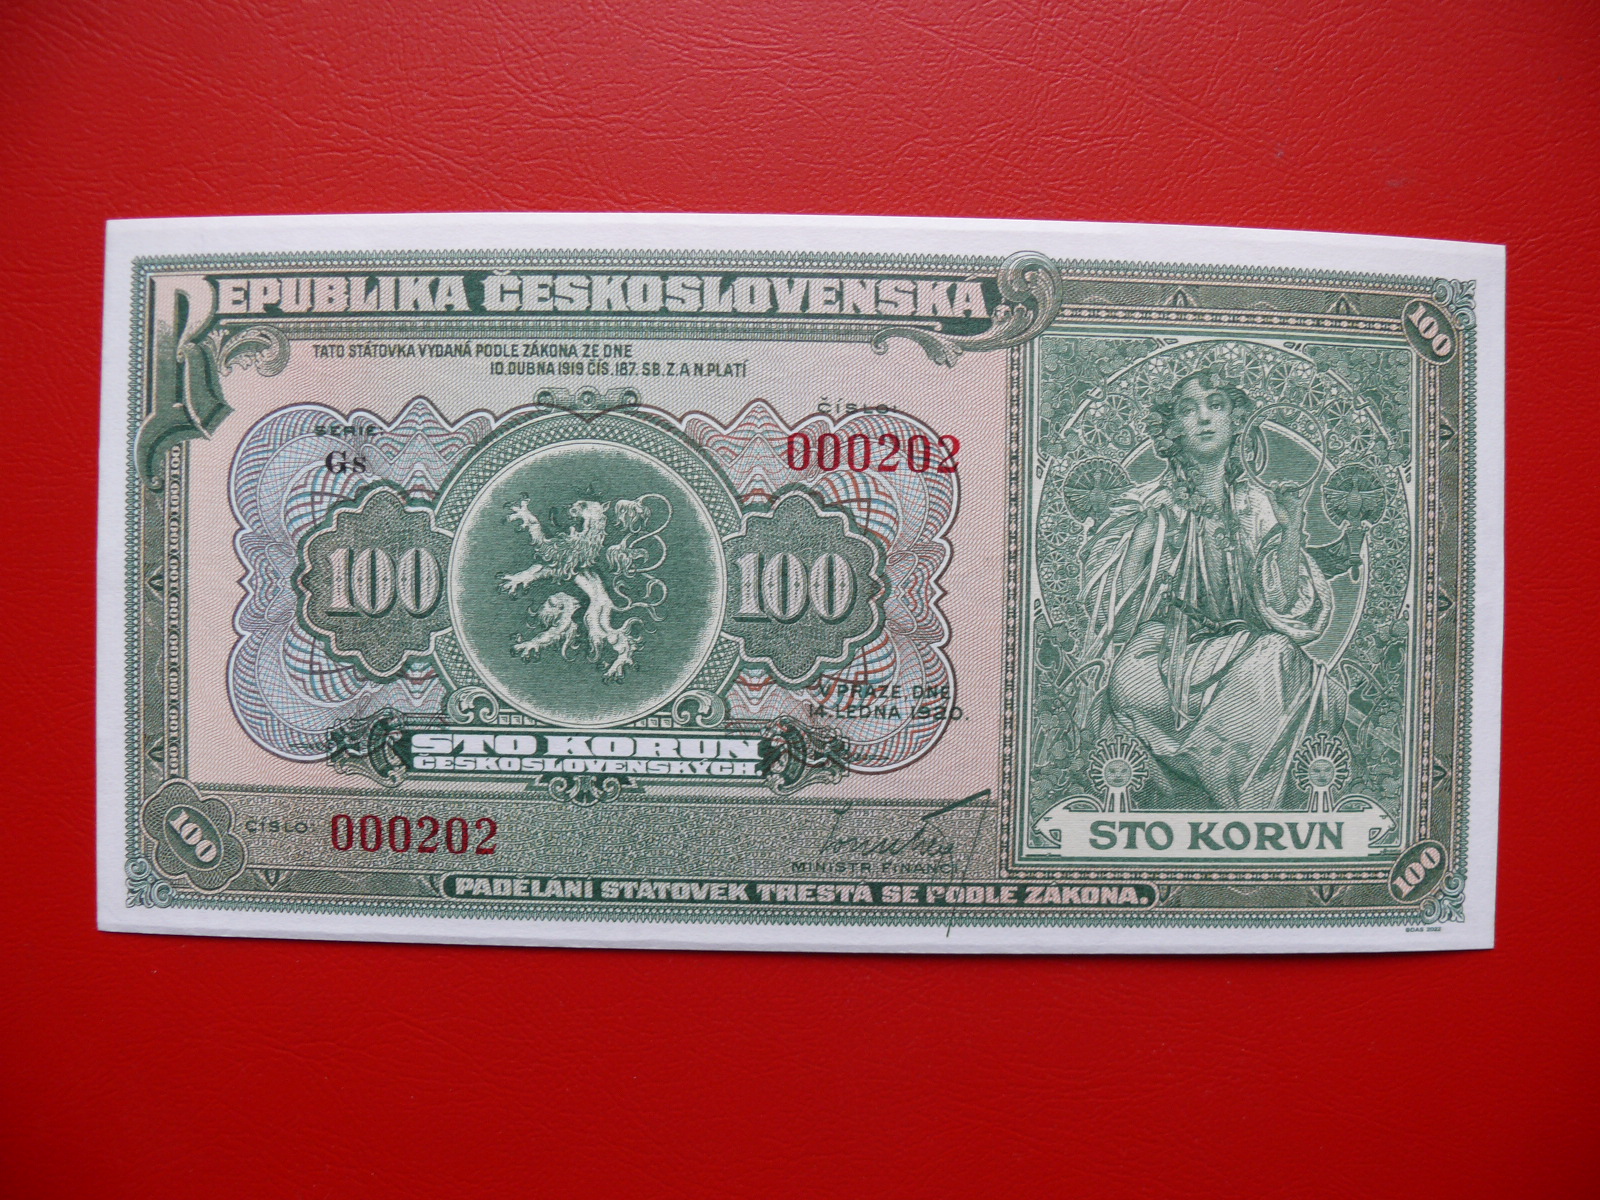 REPUBLIKA ČESKOSLOVENSKÁ
TATO STÁTOVKA VYDANÁ PODLE ZÁKONA ZE DNE
10. DUBNA 1919 ČÍS. 187. SB. Z. A N. PLATÍ
SERIE
Gs
ČÍSLO:
000202
100
100
100
V PRAZE DNE
14. LEDNA 1920.
STO KORUN
ČESKOSLOVENSKÝCH.
100
ČÍSLO:
000202
MINISTR FINANCÍ
PADĚLÁNÍ STÁTOVEK TRESTÁ SE PODLE ZÁKONA.
STO KORVN
100
BOAS 2022